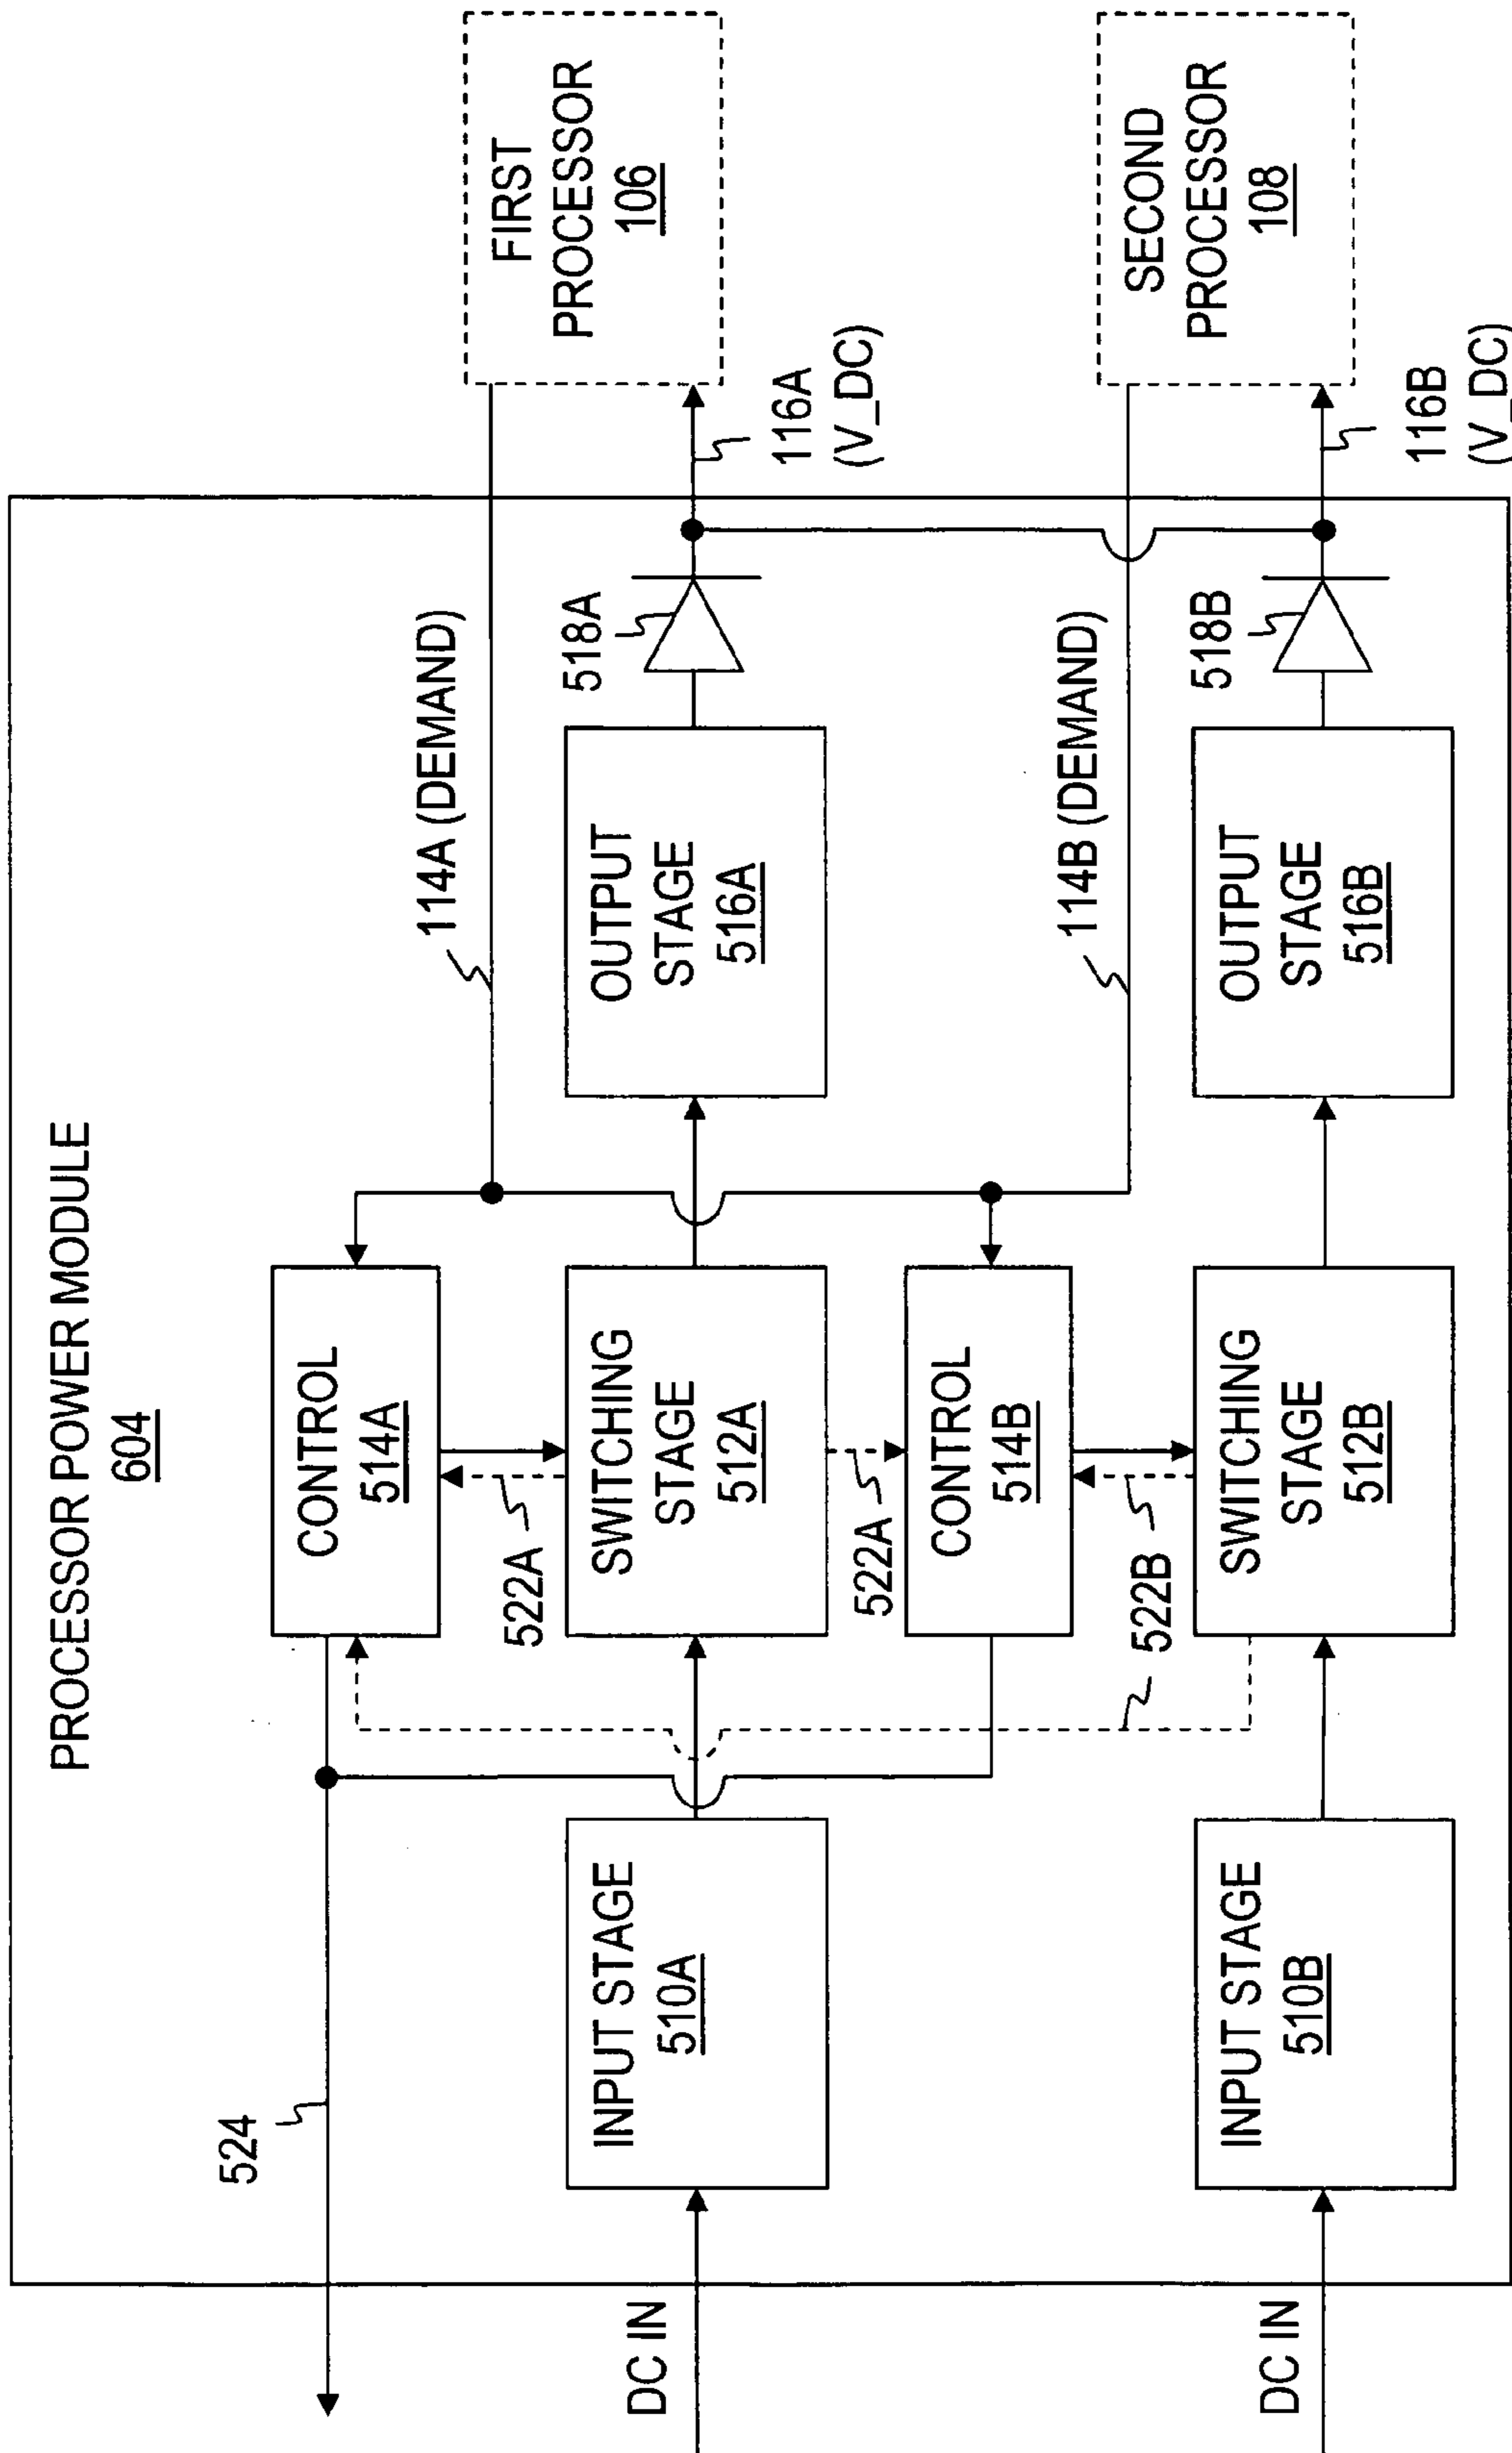 PROCESSOR POWER MODULE
604
524
CONTROL
514A
114A (DEMAND)
FIRST
PROCESSOR
106
522A
DC IN
INPUT STAGE
510A
SWITCHING
STAGE
512A
OUTPUT
STAGE
516A
518A
116A
(V_DC)
522A
CONTROL
514B
114B (DEMAND)
SECOND
PROCESSOR
108
522B
DC IN
INPUT STAGE
510B
SWITCHING
STAGE
512B
OUTPUT
STAGE
516B
518B
116B
(V_DC)